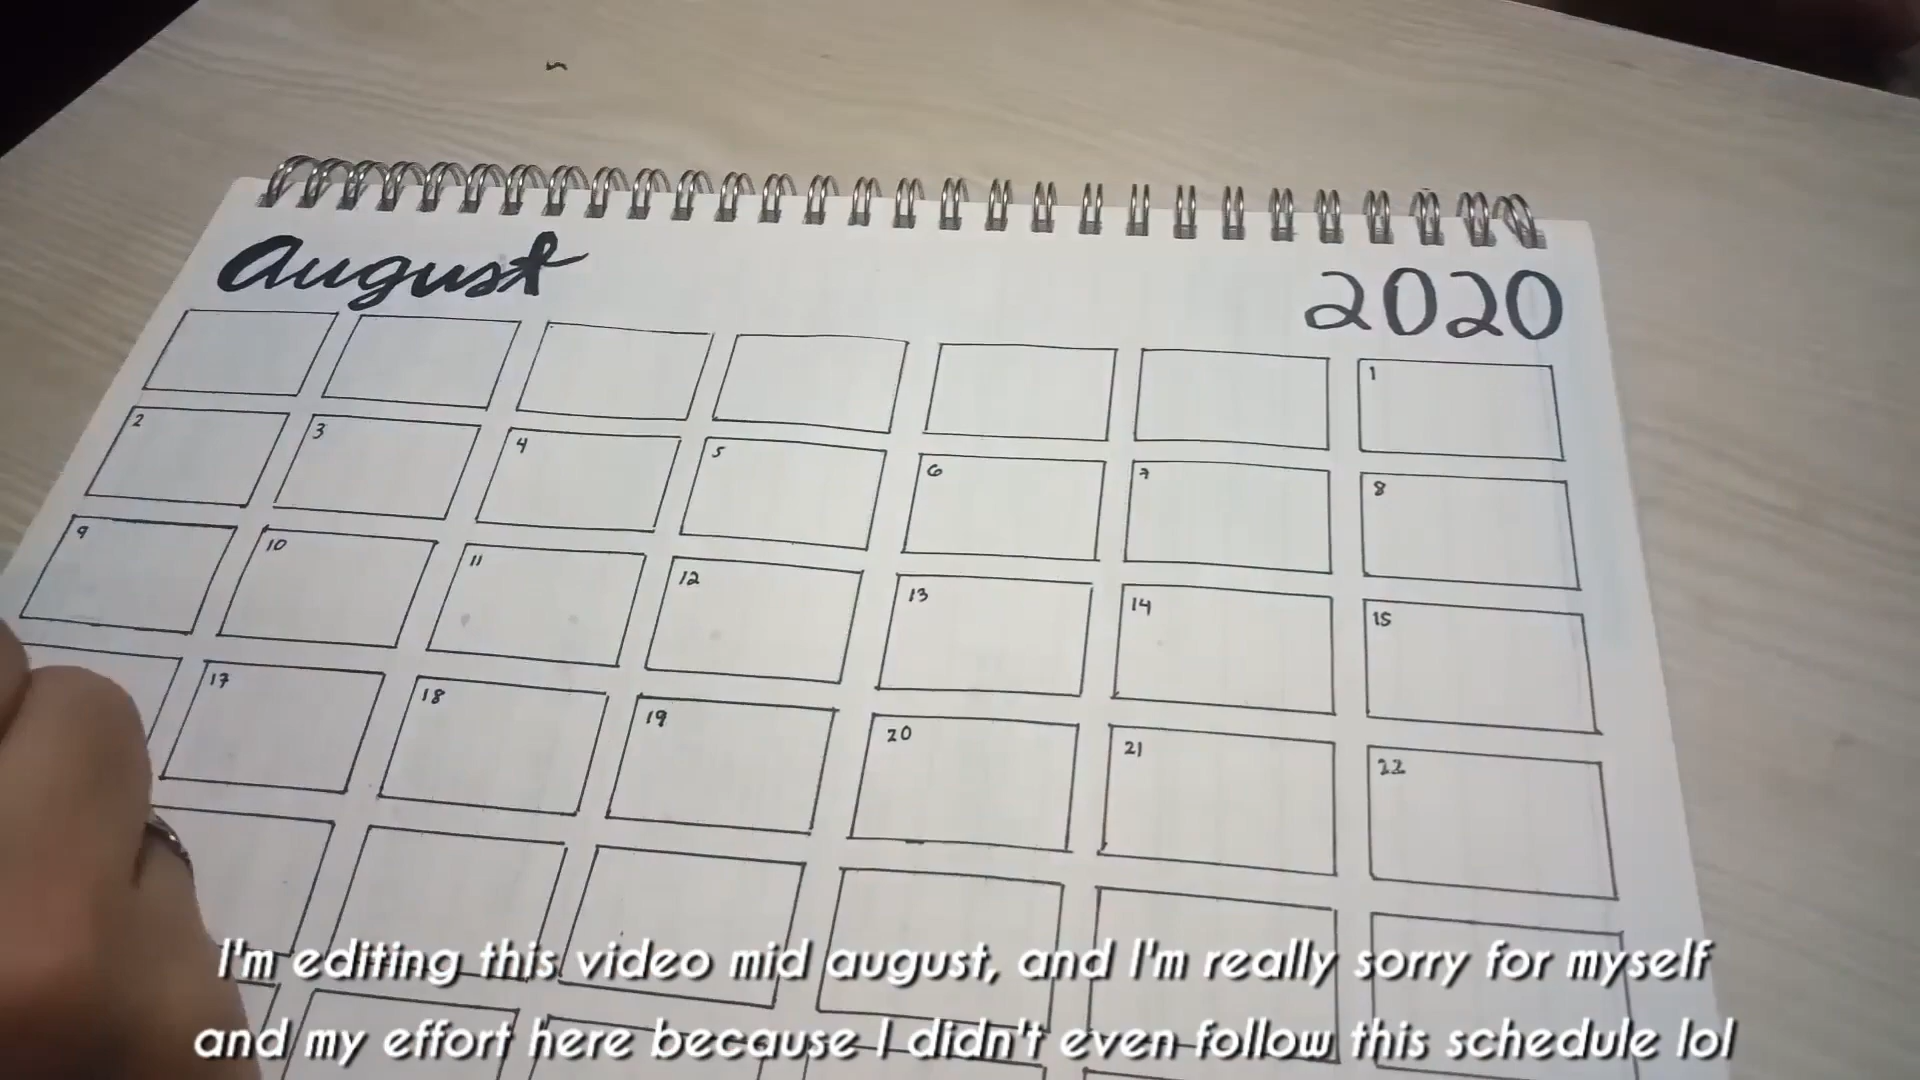 August 2020
1
2 3 4 5 6 7 8
9 10 11 12 13 14 15
17 18 19 20 21 22
I'm editing this video mid august, and I'm really sorry for myself
and my effort here because I didn't even follow this schedule lol